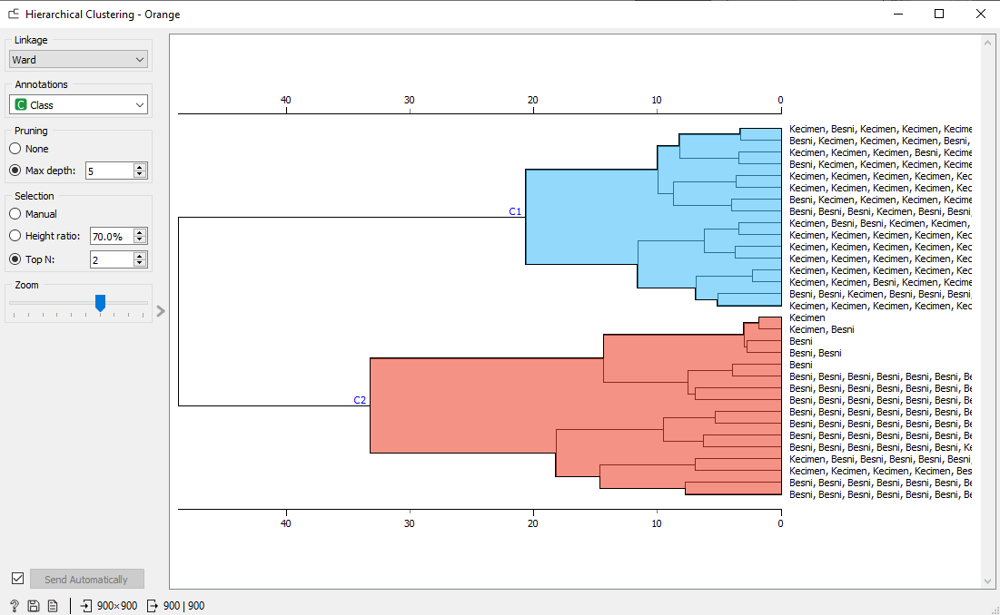 Hierarchical Clustering - Orange
Linkage
Ward
Annotations
C Class
Pruning
None
Max depth: 5
Selection
Manual
Height ratio: 70.0%
Top N: 2
Zoom
Send Automatically
? 900×900 900 | 900
40 30 20 10 0
C1
C2
Kecimen, Besni, Kecimen, Kecimen, Kecime
Besni, Kecimen, Kecimen, Kecimen, Besni,
Kecimen, Kecimen, Kecimen, Besni, Kecime
Besni, Kecimen, Kecimen, Kecimen, Kecime
Kecimen, Kecimen, Kecimen, Kecimen, Kec
Kecimen, Kecimen, Kecimen, Kecimen, Kec
Besni, Kecimen, Kecimen, Kecimen, Kecime
Besni, Besni, Besni, Kecimen, Besni, Besni,
Kecimen, Besni, Besni, Kecimen, Kecimen,
Kecimen, Kecimen, Kecimen, Kecimen, Kec
Kecimen, Kecimen, Kecimen, Kecimen, Kec
Kecimen, Kecimen, Kecimen, Kecimen, Kec
Kecimen, Kecimen, Kecimen, Kecimen, Kec
Kecimen, Kecimen, Besni, Kecimen, Kecime
Besni, Besni, Kecimen, Besni, Besni, Besni,
Kecimen, Kecimen, Kecimen, Kecimen, Kec
Kecimen
Kecimen, Besni
Besni
Besni, Besni
Besni
Besni, Besni, Besni, Besni, Besni, Besni, Be
Besni, Besni, Besni, Besni, Besni, Besni, Be
Besni, Besni, Besni, Besni, Besni, Besni, Be
Besni, Besni, Besni, Besni, Besni, Besni, Be
Besni, Besni, Besni, Besni, Besni, Besni, Be
Besni, Besni, Besni, Besni, Besni, Besni, Be
Besni, Besni, Besni, Besni, Besni, Besni, Ke
Kecimen, Besni, Besni, Besni, Besni, Besni,
Kecimen, Kecimen, Kecimen, Kecimen, Bes
Besni, Besni, Besni, Besni, Besni, Besni, Be
Besni, Besni, Besni, Besni, Besni, Besni, Be
40 30 20 10 0